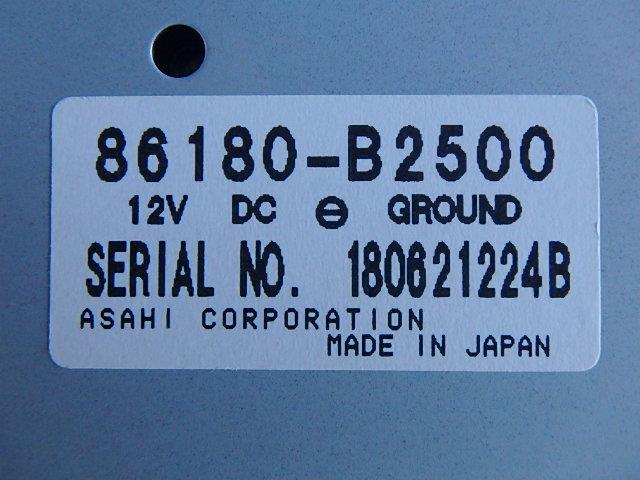 86180-B2500
12V DC ⊖ GROUND
SERIAL NO. 180621224B
ASAHI CORPORATION
MADE IN JAPAN